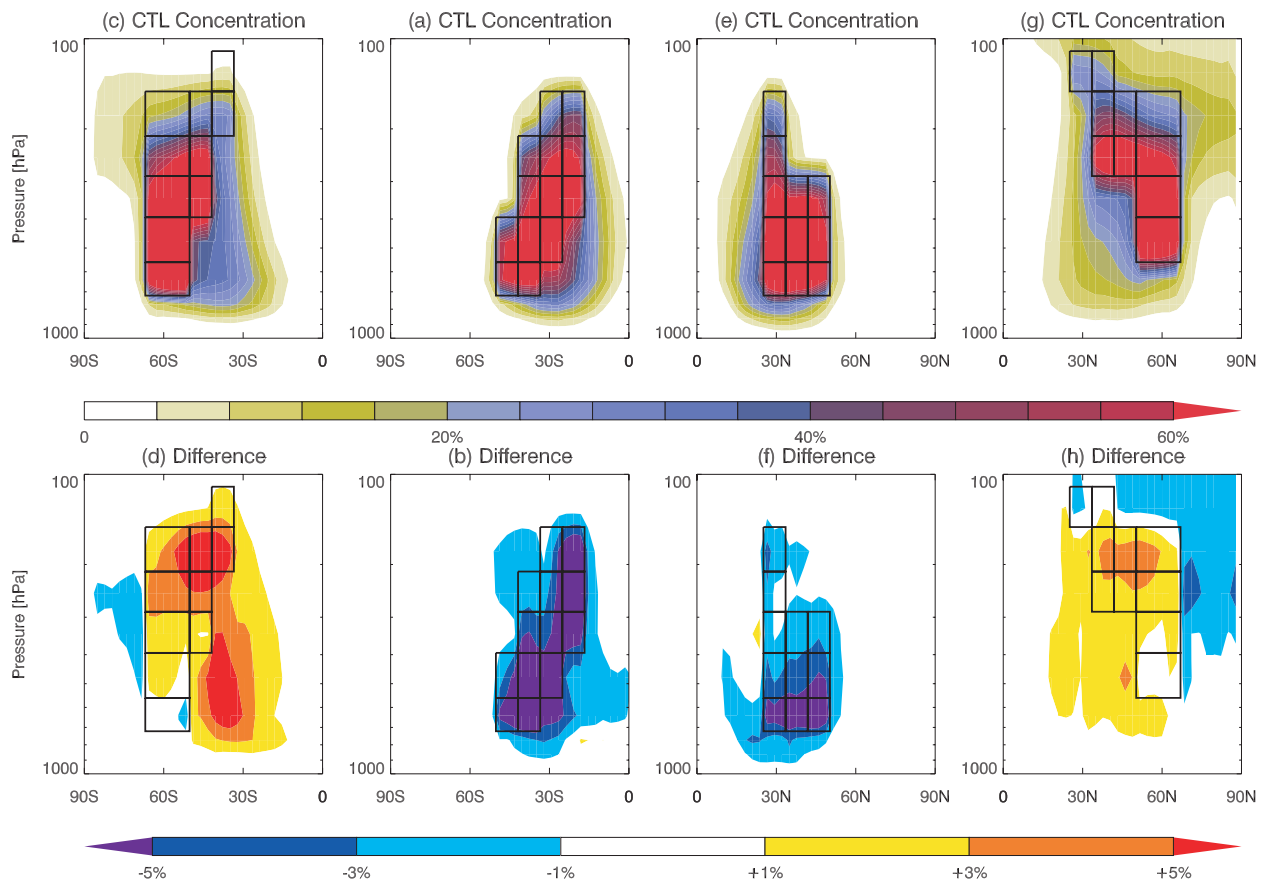 (c) CTL Concentration (a) CTL Concentration (e) CTL Concentration (g) CTL Concentration
100 100 100 100
Pressure [hPa]
1000 1000 1000 1000
90S 60S 30S 0 90S 60S 30S 0 0 30N 60N 90N 0 30N 60N 90N
0 20% 40% 60%
(d) Difference (b) Difference (f) Difference (h) Difference
100 100 100 100
Pressure [hPa]
1000 1000 1000 1000
90S 60S 30S 0 90S 60S 30S 0 0 30N 60N 90N 0 30N 60N 90N
-5% -3% -1% +1% +3% +5%